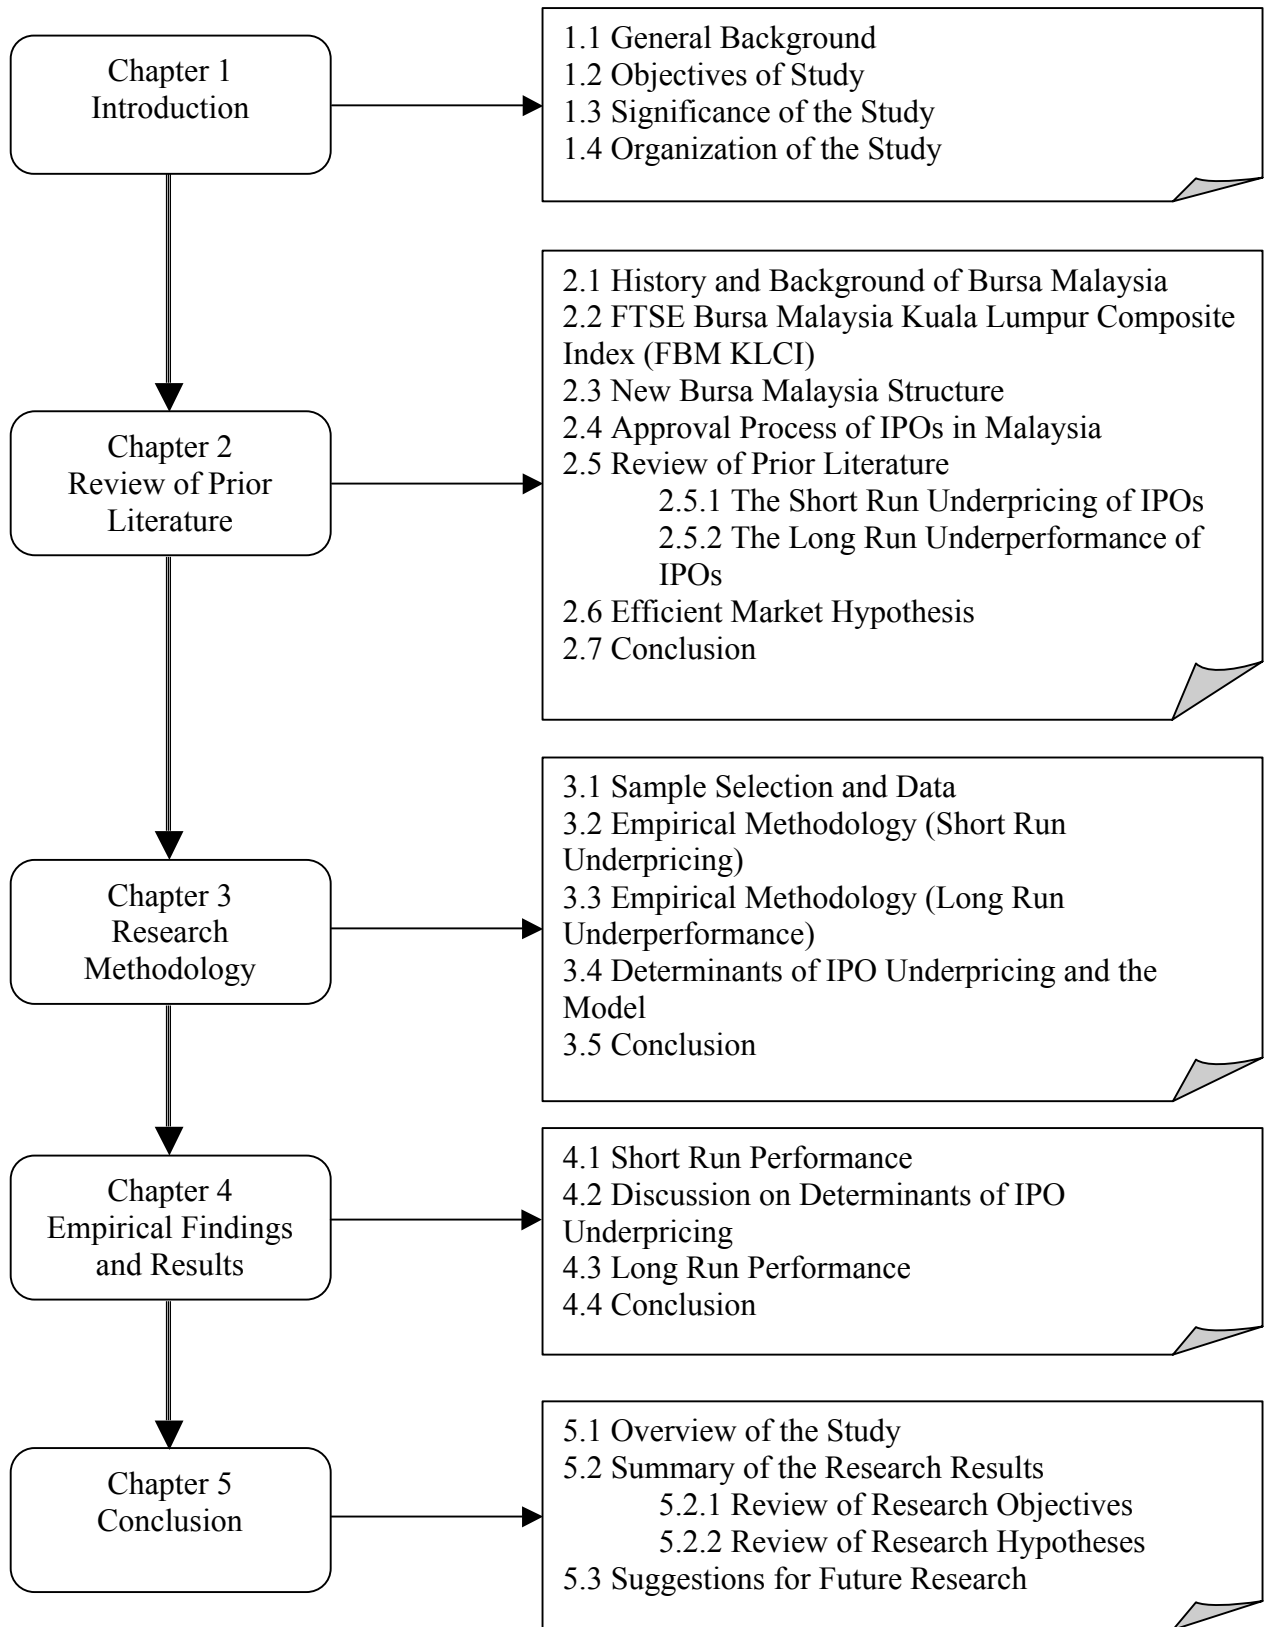 Chapter 1
Introduction
1.1 General Background
1.2 Objectives of Study
1.3 Significance of the Study
1.4 Organization of the Study
Chapter 2
Review of Prior
Literature
2.1 History and Background of Bursa Malaysia
2.2 FTSE Bursa Malaysia Kuala Lumpur Composite
Index (FBM KLCI)
2.3 New Bursa Malaysia Structure
2.4 Approval Process of IPOs in Malaysia
2.5 Review of Prior Literature
2.5.1 The Short Run Underpricing of IPOs
2.5.2 The Long Run Underperformance of
IPOs
2.6 Efficient Market Hypothesis
2.7 Conclusion
Chapter 3
Research
Methodology
3.1 Sample Selection and Data
3.2 Empirical Methodology (Short Run
Underpricing)
3.3 Empirical Methodology (Long Run
Underperformance)
3.4 Determinants of IPO Underpricing and the
Model
3.5 Conclusion
Chapter 4
Empirical Findings
and Results
4.1 Short Run Performance
4.2 Discussion on Determinants of IPO
Underpricing
4.3 Long Run Performance
4.4 Conclusion
Chapter 5
Conclusion
5.1 Overview of the Study
5.2 Summary of the Research Results
5.2.1 Review of Research Objectives
5.2.2 Review of Research Hypotheses
5.3 Suggestions for Future Research